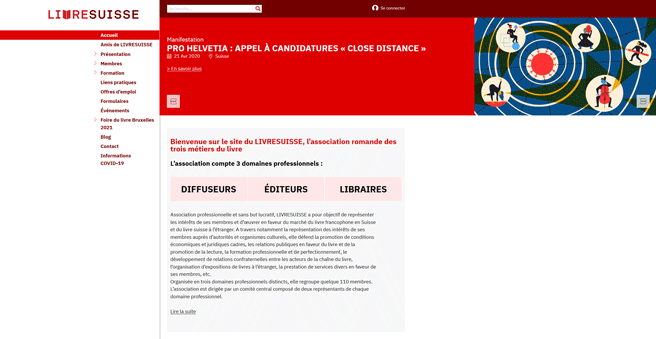 LIVRESUISSE
Recherche
Se connecter
Accueil
Amis de LIVRESUISSE
Présentation
Membres
Formation
Liens pratiques
Offres d'emploi
Formulaires
Événements
Foire du livre Bruxelles
2021
Blog
Contact
Informations
COVID-19
Manifestation
PRO HELVETIA : APPEL À CANDIDATURES « CLOSE DISTANCE »
21 Avr 2020 Suisse
> En savoir plus
Bienvenue sur le site du LIVRESUISSE, l'association romande des
trois métiers du livre
L'association compte 3 domaines professionnels :
DIFFUSEURS ÉDITEURS LIBRAIRES
Association professionnelle et sans but lucratif, LIVRESUISSE a pour objectif de représenter
les intérêts de ses membres et d'œuvrer en faveur du marché du livre francophone en Suisse
et du livre suisse à l'étranger. A travers notamment la représentation des intérêts de ses
membres auprès d'autorités et organismes culturels, elle défend la promotion de conditions
économiques et juridiques cadres, les relations publiques en faveur du livre et de la
promotion de la lecture, la formation professionnelle et de perfectionnement, le
développement de relations confraternelles entre les acteurs de la chaîne du livre,
l'organisation d'expositions de livres à l'étranger, la prestation de services divers en faveur de
ses membres, etc.
Organisée en trois domaines professionnels distincts, elle regroupe quelque 110 membres.
L'association est dirigée par un comité central composé de deux représentants de chaque
domaine professionnel.
Lire la suite